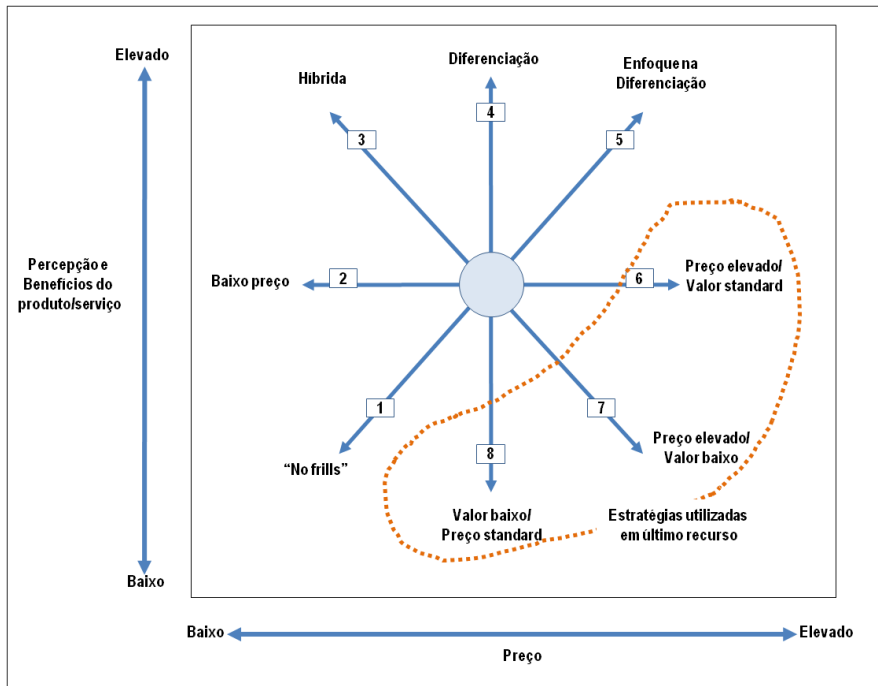 Elevado
Percepção e
Benefícios do
produto/serviço
Baixo
Híbrida
Diferenciação
Enfoque na
Diferenciação
3
4
5
Baixo preço
2
6
Preço elevado/
Valor standard
1
8
7
“No frills”
Valor baixo/
Preço standard
Preço elevado/
Valor baixo
Estratégias utilizadas
em último recurso
Baixo
Elevado
Preço